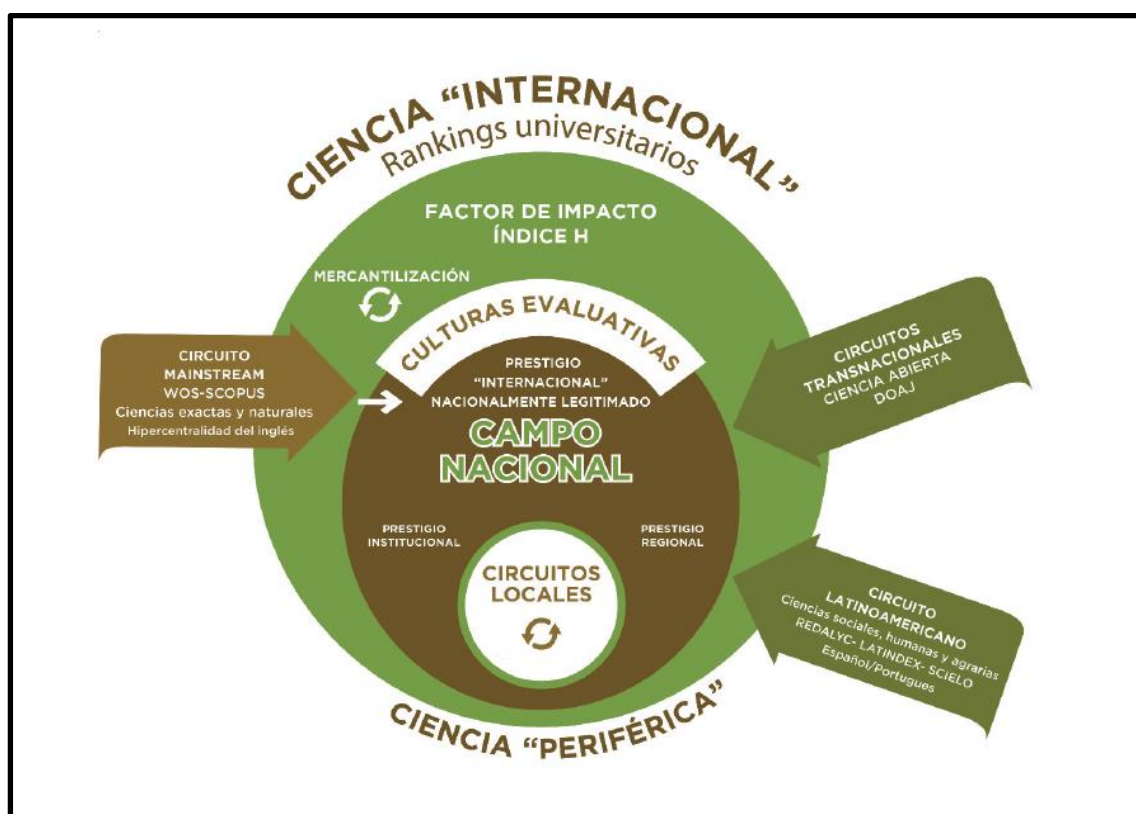 CIENCIA “INTERNACIONAL”
Rankings universitarios
FACTOR DE IMPACTO
ÍNDICE H
MERCANTILIZACIÓN
CULTURAS EVALUATIVAS
CIRCUITO
MAINSTREAM
WOS-SCOPUS
Ciencias exactas y naturales
Hipercentralidad del inglés
PRESTIGIO
“INTERNACIONAL”
NACIONALMENTE LEGITIMADO
CAMPO
NACIONAL
PRESTIGIO
INSTITUCIONAL
PRESTIGIO
REGIONAL
CIRCUITOS
LOCALES
CIRCUITOS
TRANSNACIONALES
CIENCIA ABIERTA
DOAJ
CIRCUITO
LATINOAMERICANO
Ciencias sociales, humanas y agrarias
REDALYC- LATINDEX- SCIELO
Español/Portugues
CIENCIA “PERIFÉRICA”